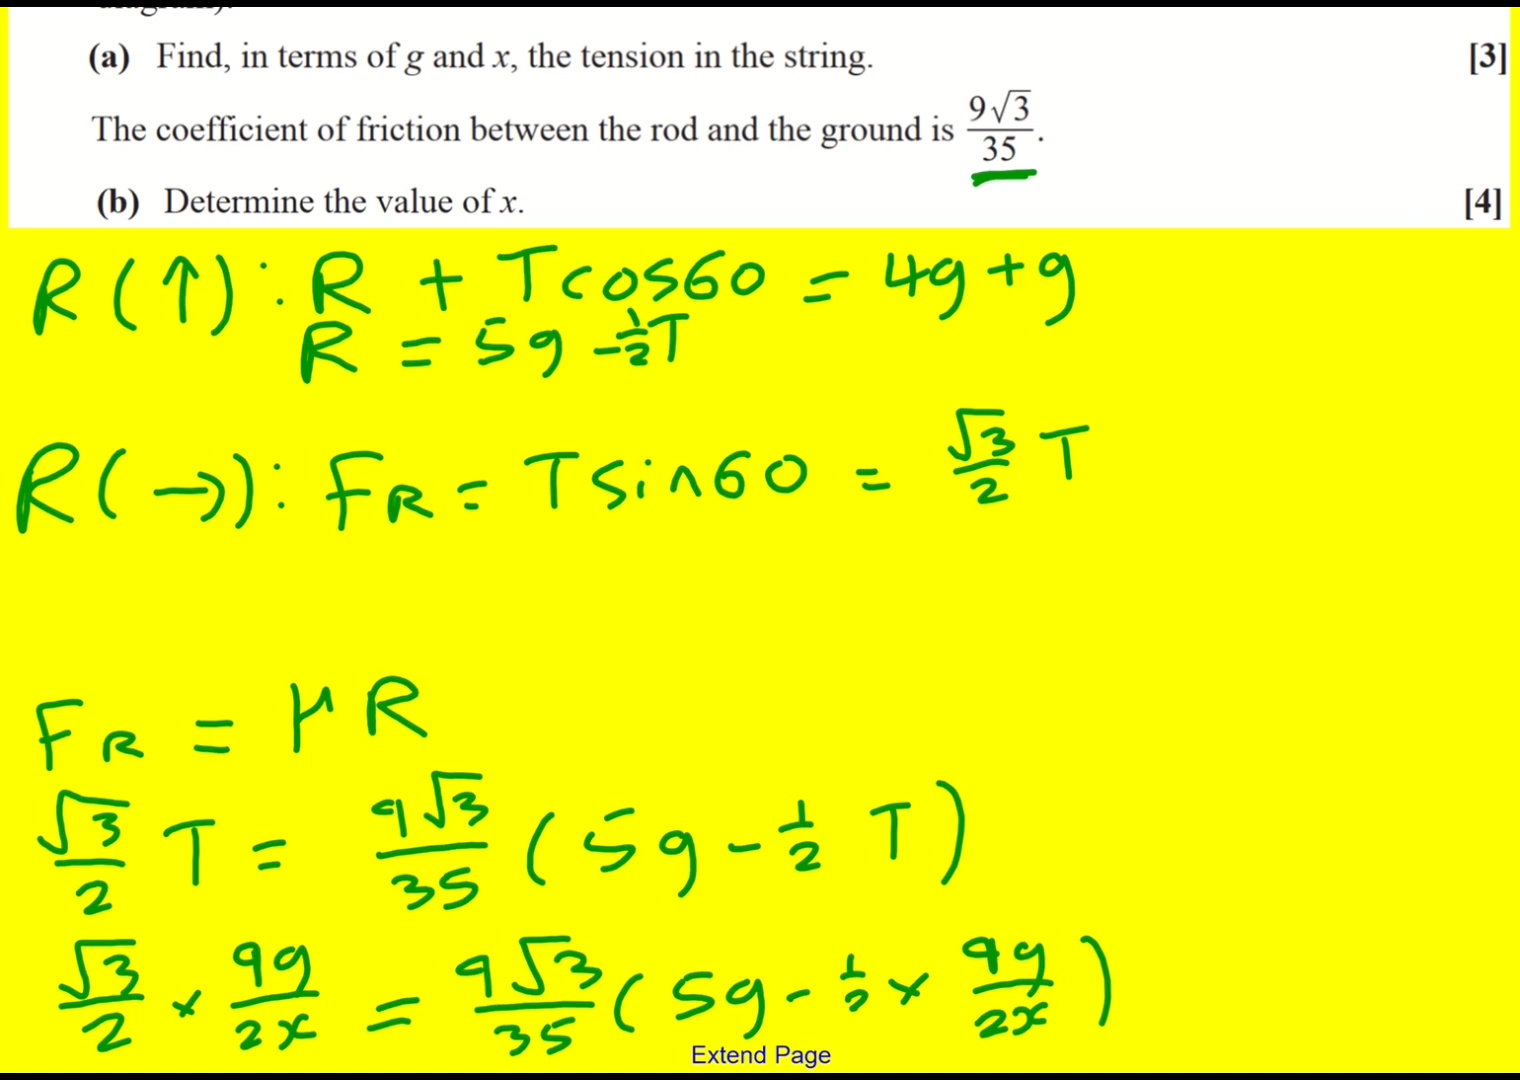 (a) Find, in terms of g and x, the tension in the string. [3]
The coefficient of friction between the rod and the ground is 9√3/35.
(b) Determine the value of x. [4]
R(↑): R + Tcos60 = 4g+g
R = 5g -½T
R(→): FR = Tsin60 = √3/2 T
FR = μR
√3/2 T = 9√3/35 (5g - ½ T)
√3/2 × 9g/2x = 9√3/35 (5g - ½ × 9g/2x)
Extend Page